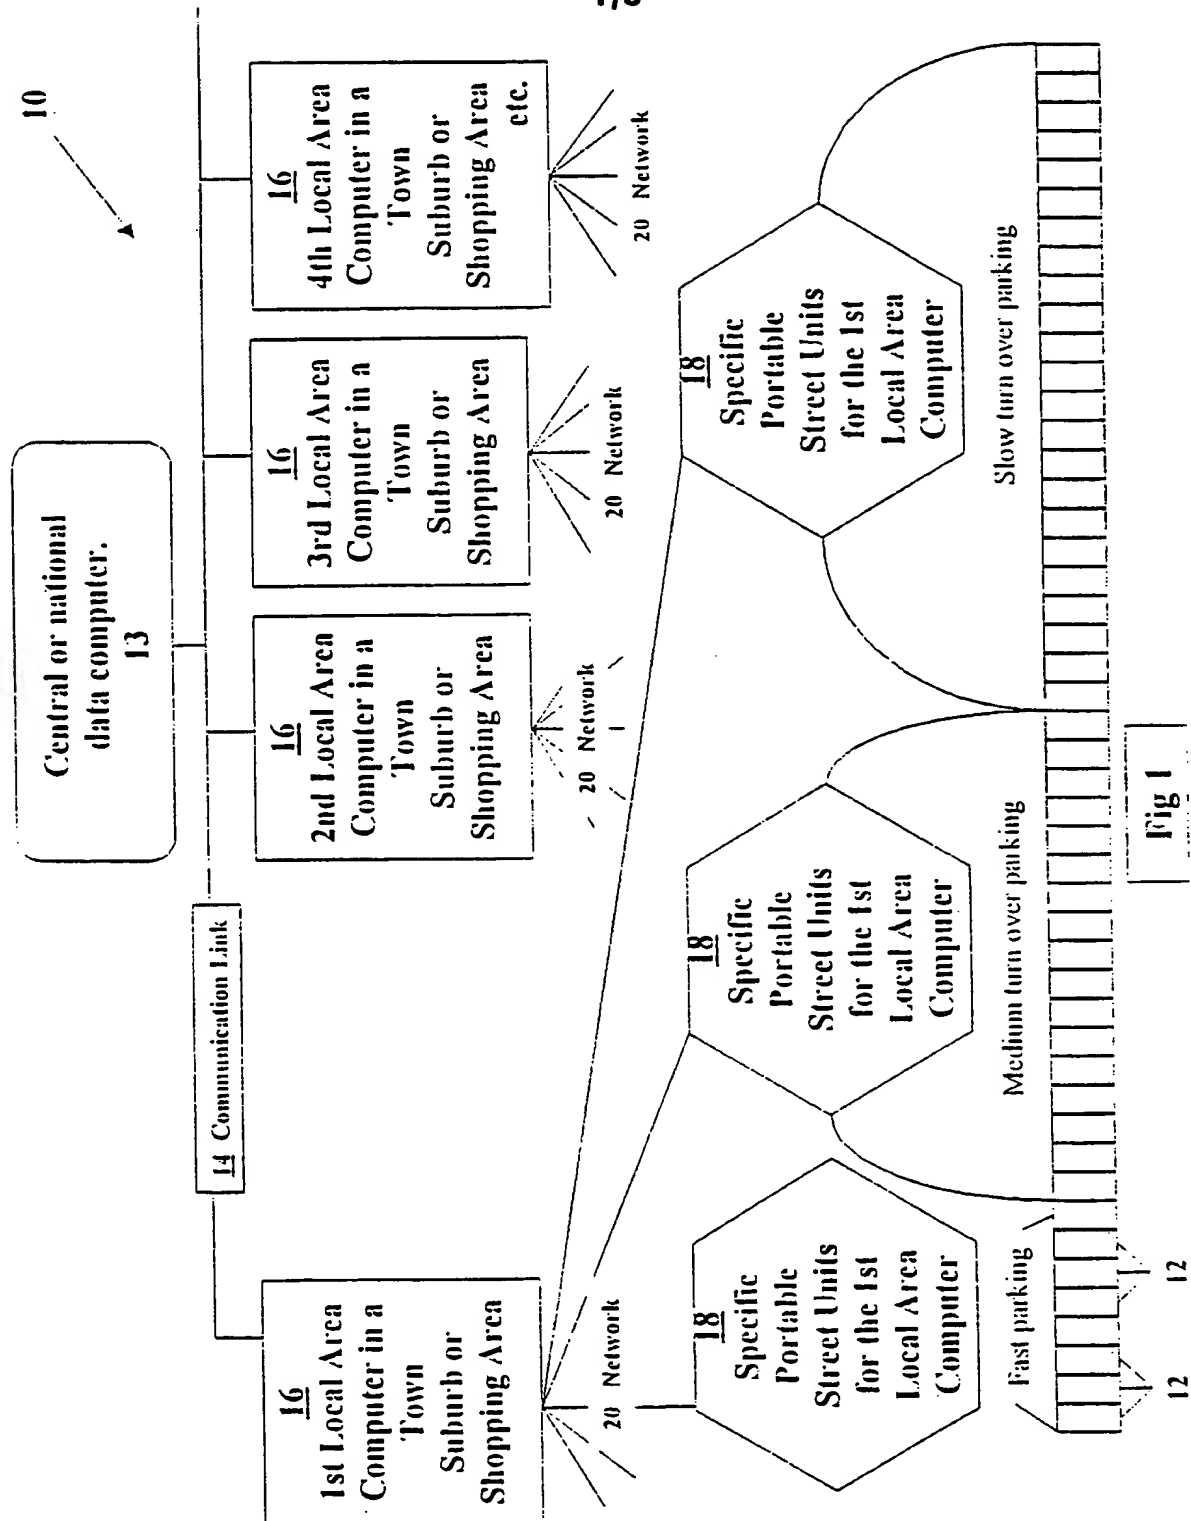 10
Central or national
data computer.
13
14 Communication Link
16
1st Local Area
Computer in a
Town
Suburb or
Shopping Area
16
2nd Local Area
Computer in a
Town
Suburb or
Shopping Area
16
3rd Local Area
Computer in a
Town
Suburb or
Shopping Area
16
4th Local Area
Computer in a
Town
Suburb or
Shopping Area
etc.
20 Network
20 Network
20 Network
20 Network
18
Specific
Portable
Street Units
for the 1st
Local Area
Computer
18
Specific
Portable
Street Units
for the 1st
Local Area
Computer
18
Specific
Portable
Street Units
for the 1st
Local Area
Computer
Fast parking
Medium turn over parking
Slow turn over parking
12
12
Fig 1